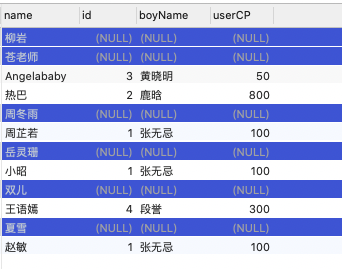 name id boyName userCP
柳岩 (NULL) (NULL) (NULL)
苍老师 (NULL) (NULL) (NULL)
Angelababy 3 黄晓明 50
热巴 2 鹿晗 800
周冬雨 (NULL) (NULL) (NULL)
周芷若 1 张无忌 100
岳灵珊 (NULL) (NULL) (NULL)
小昭 1 张无忌 100
双儿 (NULL) (NULL) (NULL)
王语嫣 4 段誉 300
夏雪 (NULL) (NULL) (NULL)
赵敏 1 张无忌 100